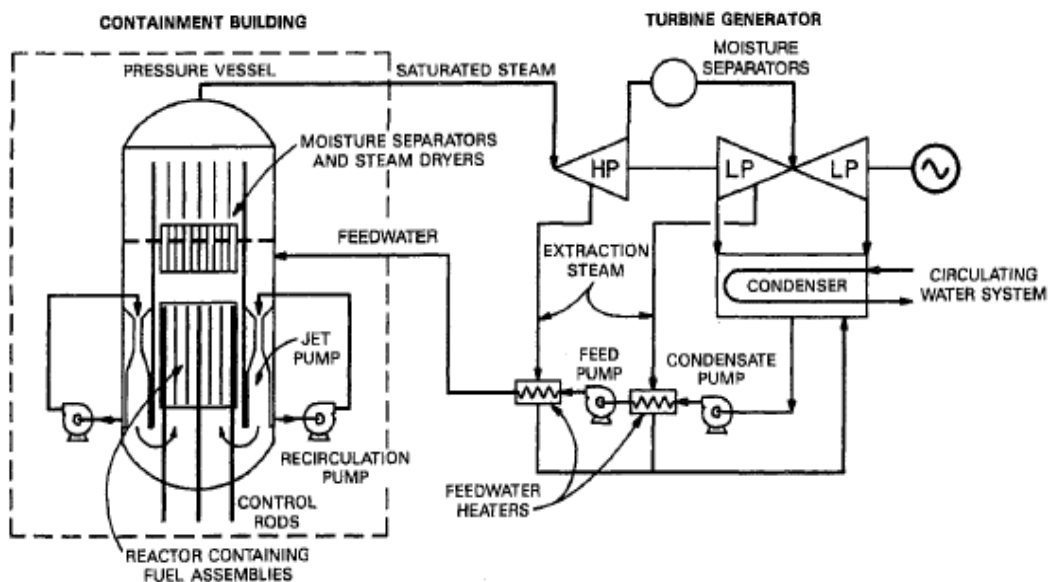 CONTAINMENT BUILDING
TURBINE GENERATOR
PRESSURE VESSEL
SATURATED STEAM
MOISTURE
SEPARATORS
MOISTURE SEPARATORS
AND STEAM DRYERS
HP
LP
LP
FEEDWATER
EXTRACTION
STEAM
CONDENSER
CIRCULATING
WATER SYSTEM
JET
PUMP
FEED
PUMP
CONDENSATE
PUMP
RECIRCULATION
PUMP
FEEDWATER
HEATERS
CONTROL
RODS
REACTOR CONTAINING
FUEL ASSEMBLIES